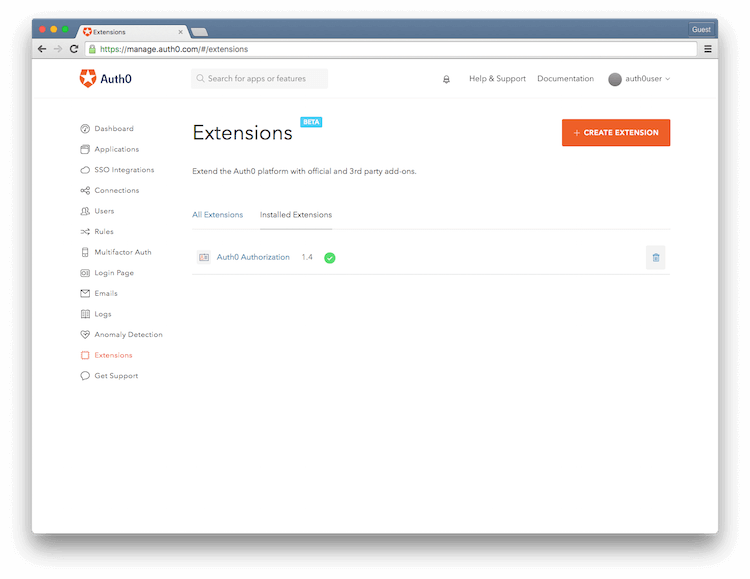 Extensions
Guest
https://manage.auth0.com/#/extensions
Auth0
Search for apps or features
Help & Support
Documentation
auth0user
Dashboard
Applications
SSO Integrations
Connections
Users
Rules
Multifactor Auth
Login Page
Emails
Logs
Anomaly Detection
Extensions
Get Support
Extensions BETA
+ CREATE EXTENSION
Extend the Auth0 platform with official and 3rd party add-ons.
All Extensions
Installed Extensions
Auth0 Authorization 1.4